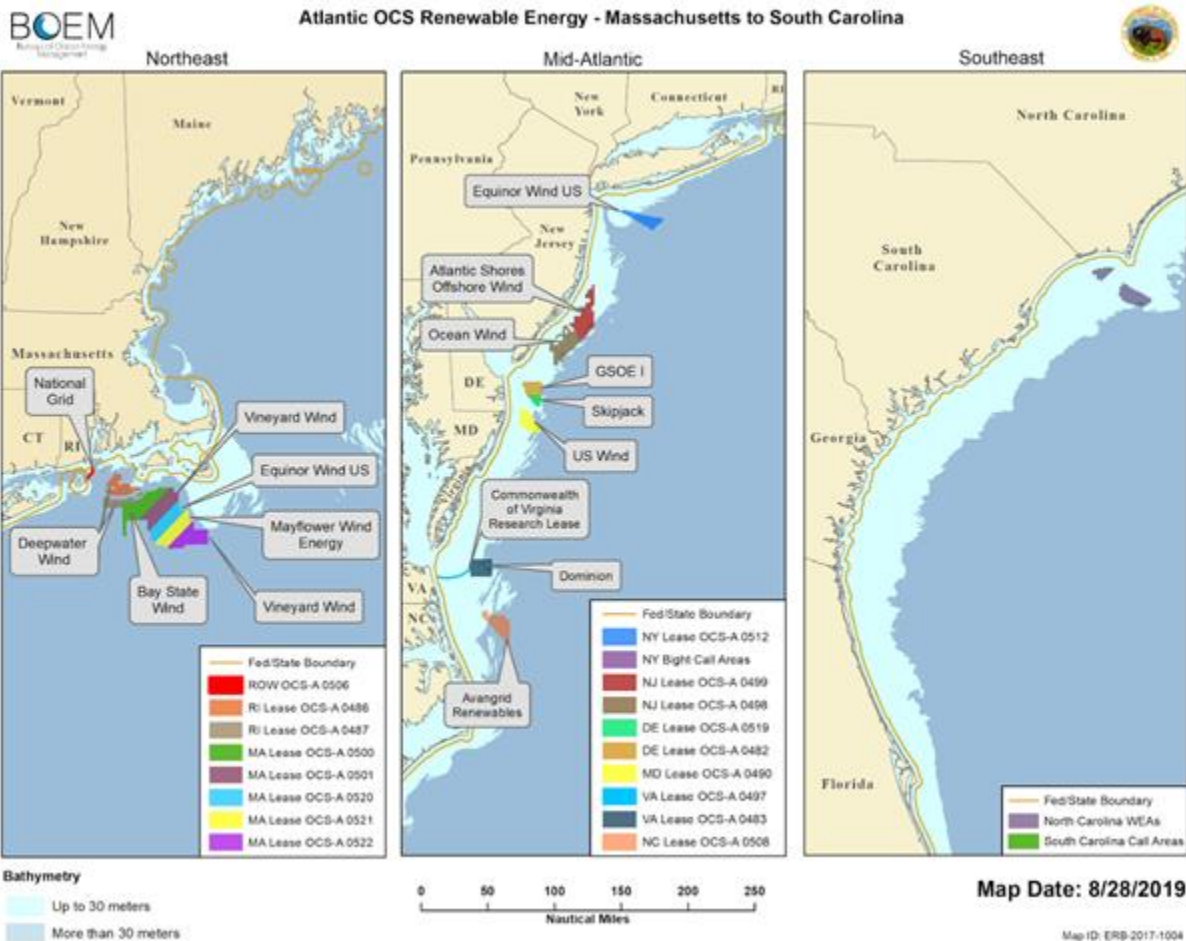 BOEM
Bureau of Ocean Energy
Management
Atlantic OCS Renewable Energy - Massachusetts to South Carolina
Northeast
Vermont
Maine
New
Hampshire
Massachusetts
National
Grid
CT
RI
Vineyard Wind
Equinor Wind US
Mayflower Wind
Energy
Deepwater
Wind
Bay State
Wind
Vineyard Wind
Fed/State Boundary
ROW OCS-A 0506
RI Lease OCS-A 0486
RI Lease OCS-A 0487
MA Lease OCS-A 0500
MA Lease OCS-A 0501
MA Lease OCS-A 0520
MA Lease OCS-A 0521
MA Lease OCS-A 0522
Mid-Atlantic
New
York
Connecticut
RI
Pennsylvania
Equinor Wind US
New
Jersey
Atlantic Shores
Offshore Wind
Ocean Wind
DE
GSOE I
Skipjack
MD
US Wind
Virginia
Commonwealth
of Virginia
Research Lease
Dominion
VA
NC
Avangrid
Renewables
Fed/State Boundary
NY Lease OCS-A 0512
NY Bight Call Areas
NJ Lease OCS-A 0499
NJ Lease OCS-A 0498
DE Lease OCS-A 0519
DE Lease OCS-A 0482
MD Lease OCS-A 0490
VA Lease OCS-A 0497
VA Lease OCS-A 0483
NC Lease OCS-A 0508
Southeast
North Carolina
South
Carolina
Georgia
Florida
Fed/State Boundary
North Carolina WEAs
South Carolina Call Areas
Bathymetry
Up to 30 meters
More than 30 meters
0 50 100 150 200 250
Nautical Miles
Map Date: 8/28/2019
Map ID: ERB-2017-1004